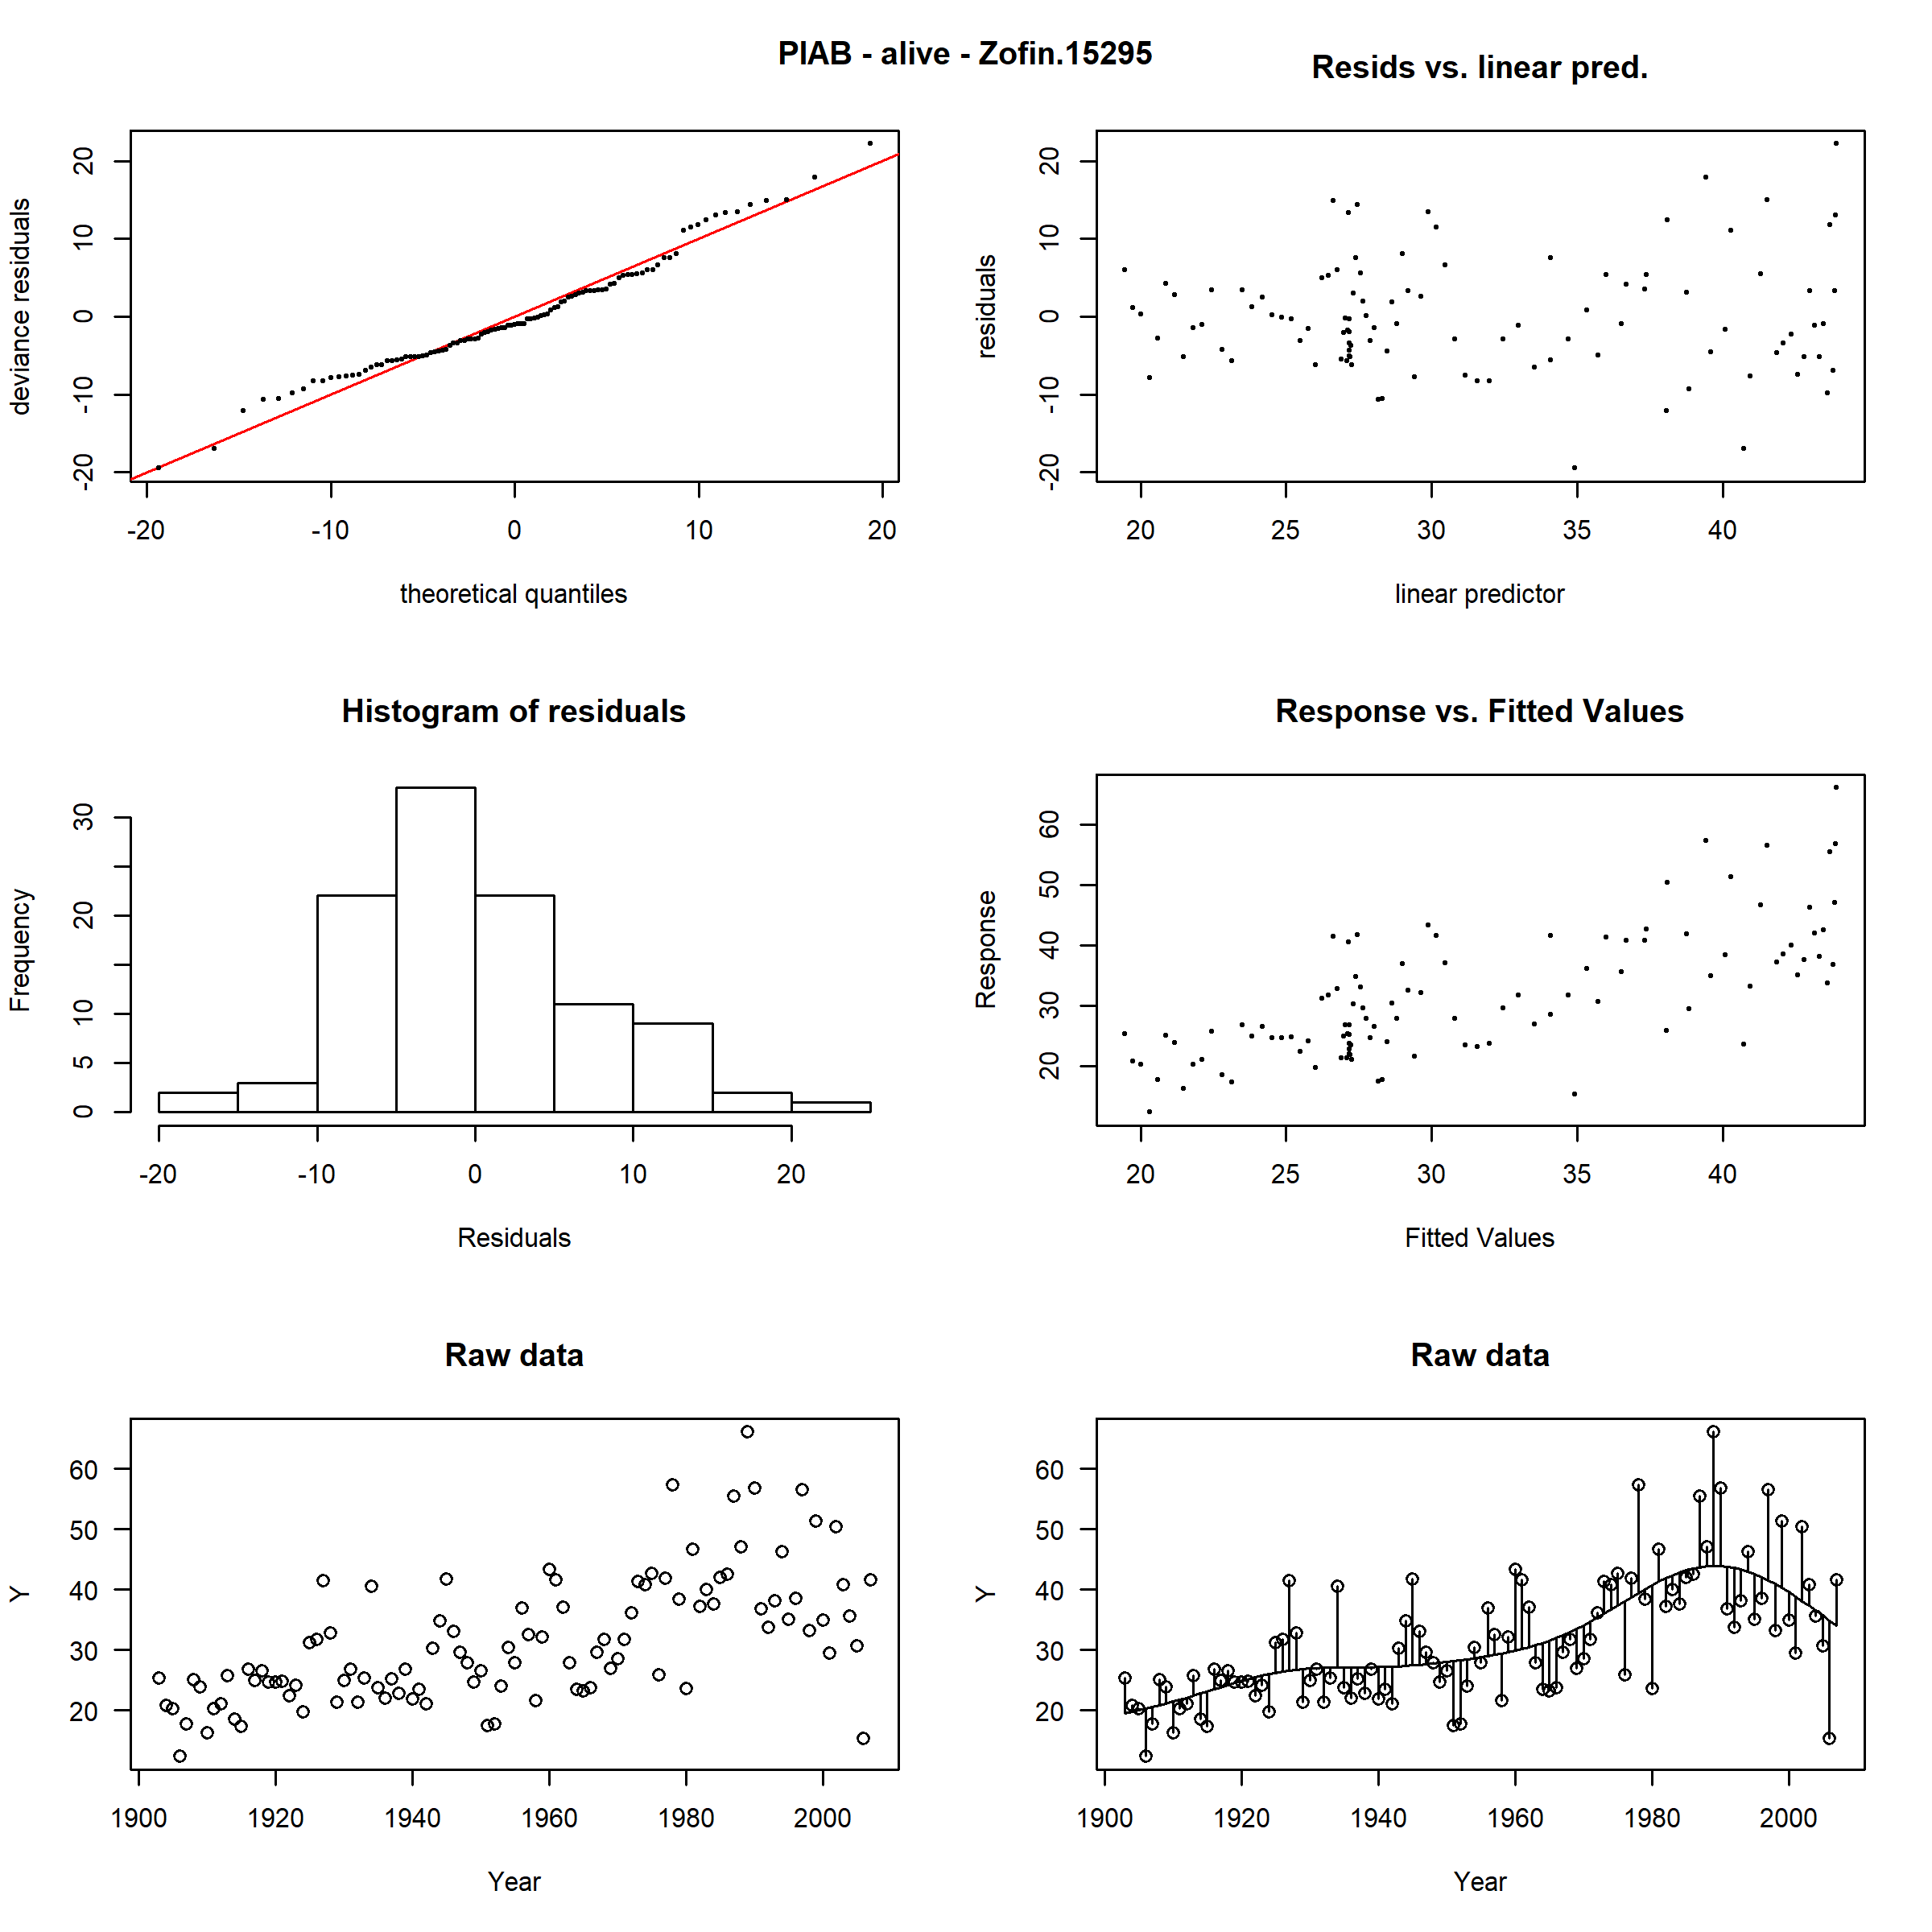 PIAB - alive - Zofin.15295
Resids vs. linear pred.
deviance residuals
-20 -10 0 10 20
-20 -10 0 10 20
theoretical quantiles
residuals
-20 -10 0 10 20
20 25 30 35 40
linear predictor
Histogram of residuals
Frequency
0 5 10 20 30
-20 -10 0 10 20
Residuals
Response vs. Fitted Values
Response
20 30 40 50 60
20 25 30 35 40
Fitted Values
Raw data
Y
60
50
40
30
20
1900 1920 1940 1960 1980 2000
Year
Raw data
Y
60
50
40
30
20
1900 1920 1940 1960 1980 2000
Year